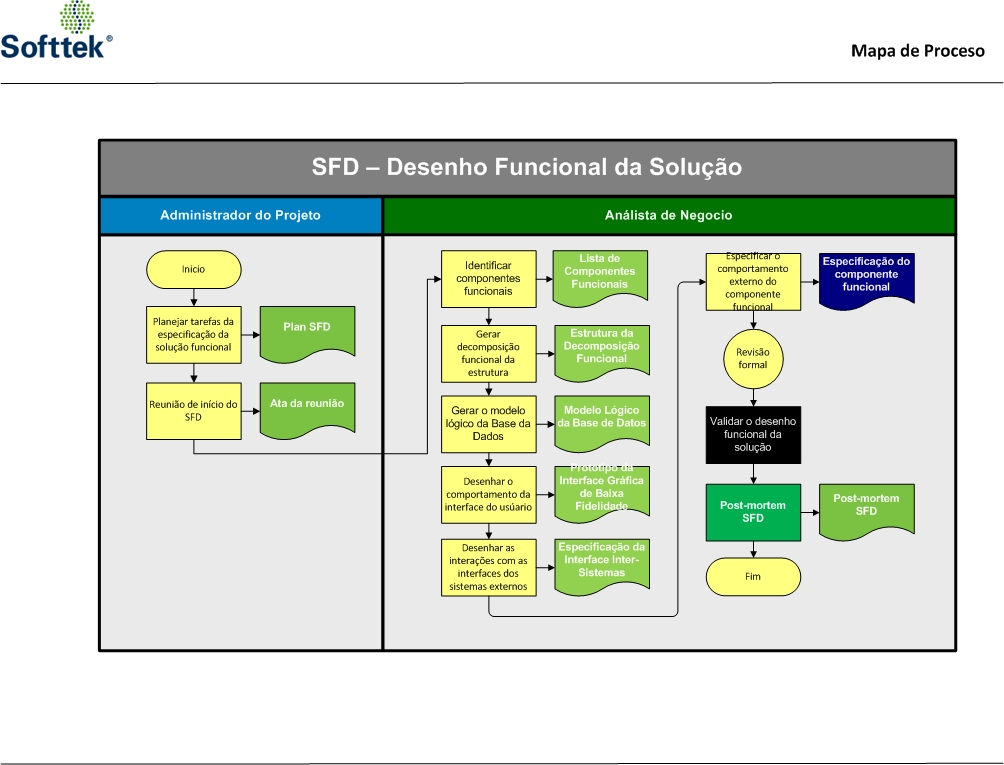 Softtek®
Mapa de Proceso
SFD – Desenho Funcional da Solução
Administrador do Projeto
Análista de Negocio
Início
Planejar tarefas da
especificação da
solução funcional
Plan SFD
Reunião de início do
SFD
Ata da reunião
Identificar
componentes
funcionais
Lista de
Componentes
Funcionais
Gerar
decomposição
funcional da
estrutura
Estrutura da
Decomposição
Funcional
Gerar o modelo
lógico da Base da
Dados
Modelo Lógico
da Base de Datos
Desenhar o
comportamento da
interface do usúario
Prototipo da
Interface Gráfica
de Baixa
Fidelidade
Desenhar as
interações com as
interfaces dos
sistemas externos
Especificação da
Interface Inter-
Sistemas
Especificar o
comportamento
externo do
componente
funcional
Especificação do
componente
funcional
Revisão
formal
Validar o desenho
funcional da
solução
Post-mortem
SFD
Post-mortem
SFD
Fim